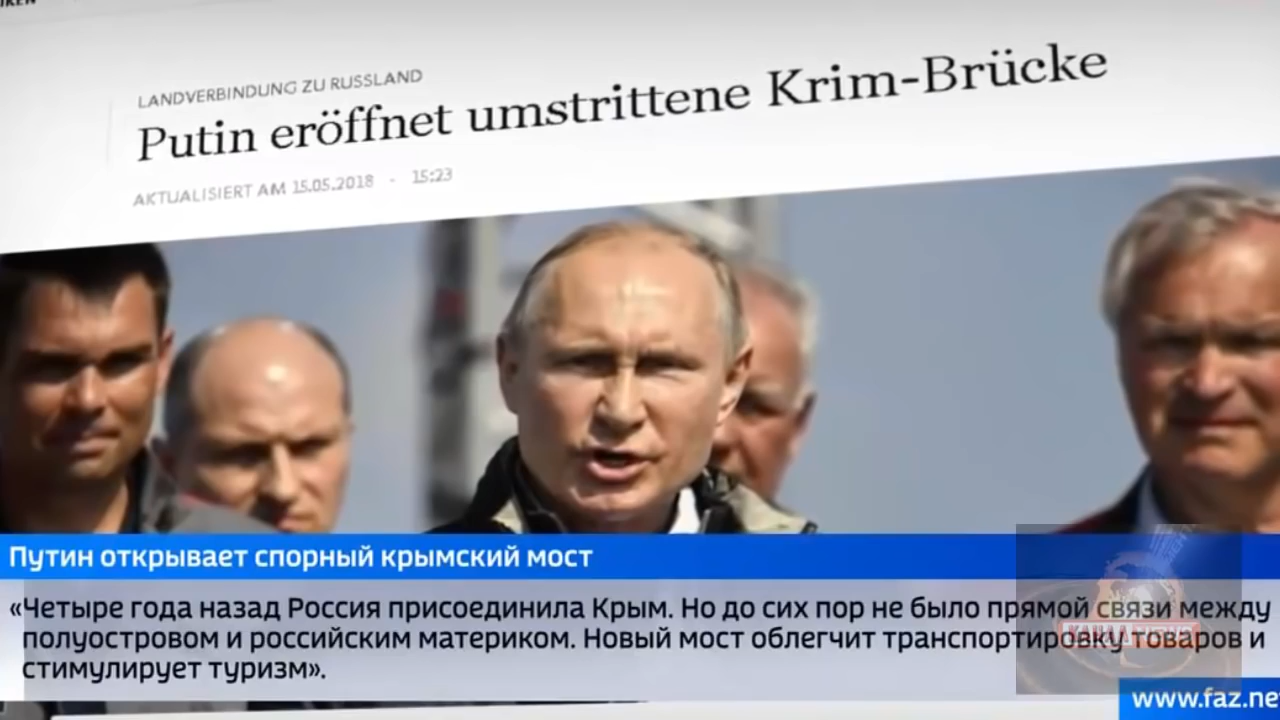 LANDVERBINDUNG ZU RUSSLAND
Putin eröffnet umstrittene Krim-Brücke
AKTUALISIERT AM 15.05.2018 - 15:23
Путин открывает спорный крымский мост
«Четыре года назад Россия присоединила Крым. Но до сих пор не было прямой связи между
полуостровом и российским материком. Новый мост облегчит транспортировку товаров и
стимулирует туризм».
КАНАЛ NEWS
www.faz.ne